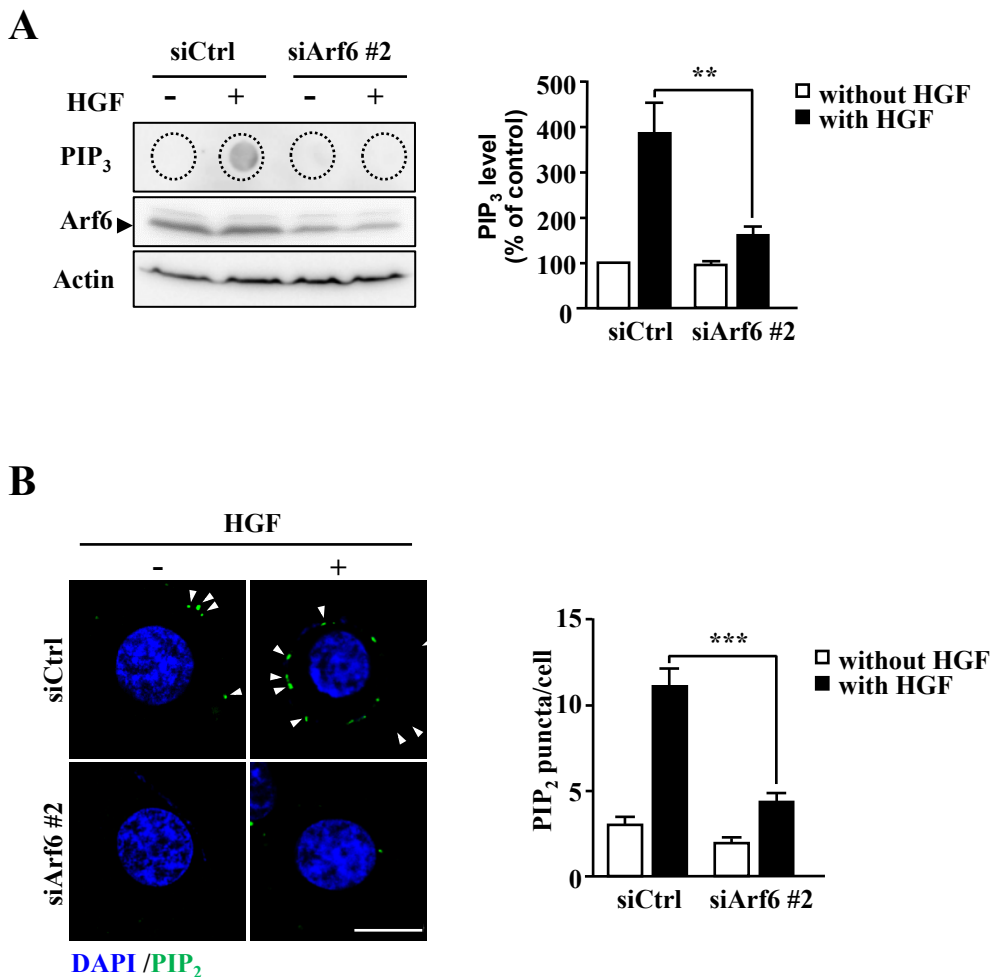 A
siCtrl siArf6 #2
HGF - + - +
PIP3
Arf6
Actin
PIP3 level
(% of control)
500
400
300
200
100
0
**
siCtrl siArf6 #2
without HGF
with HGF
B
HGF
- +
siCtrl
siArf6 #2
DAPI /PIP2
PIP2 puncta/cell
15
10
5
0
***
siCtrl siArf6 #2
without HGF
with HGF